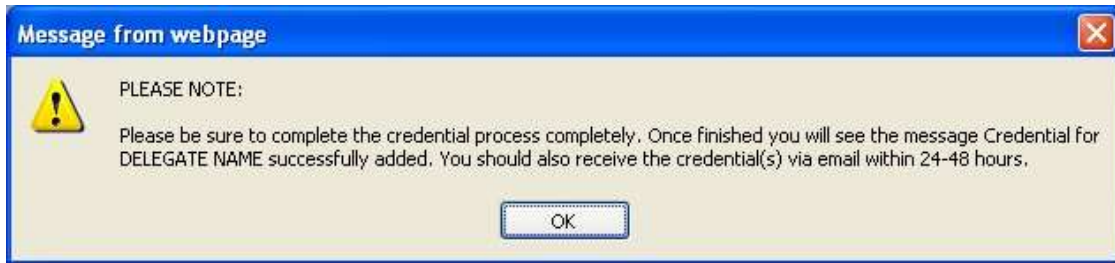 Message from webpage
PLEASE NOTE:
Please be sure to complete the credential process completely. Once finished you will see the message Credential for
DELEGATE NAME successfully added. You should also receive the credential(s) via email within 24-48 hours.
OK